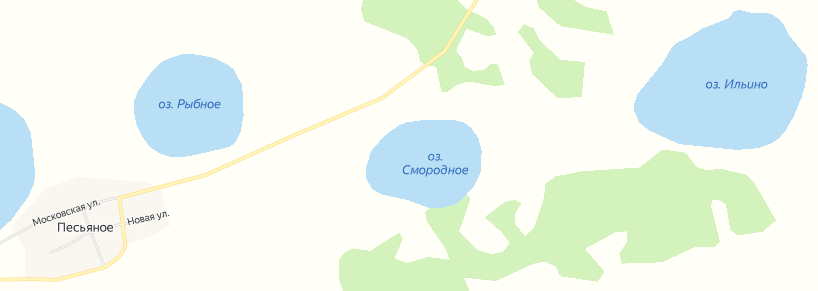 оз. Ильино
оз. Рыбное
оз.
Смородное
Московская ул.
Новая ул.
Песьяное